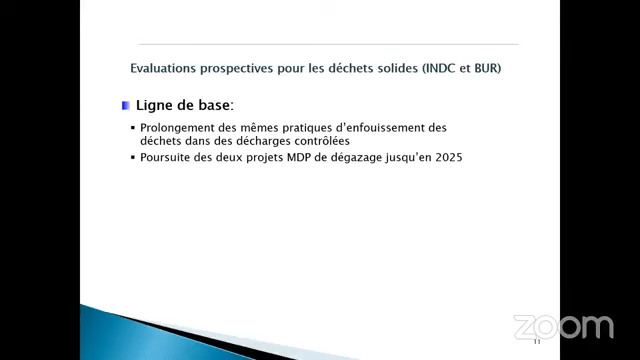 Evaluations prospectives pour les déchets solides (INDC et BUR)
Ligne de base:
▪ Prolongement des mêmes pratiques d'enfouissement des
déchets dans des décharges contrôlées
▪ Poursuite des deux projets MDP de dégazage jusqu'en 2025
zoom
11